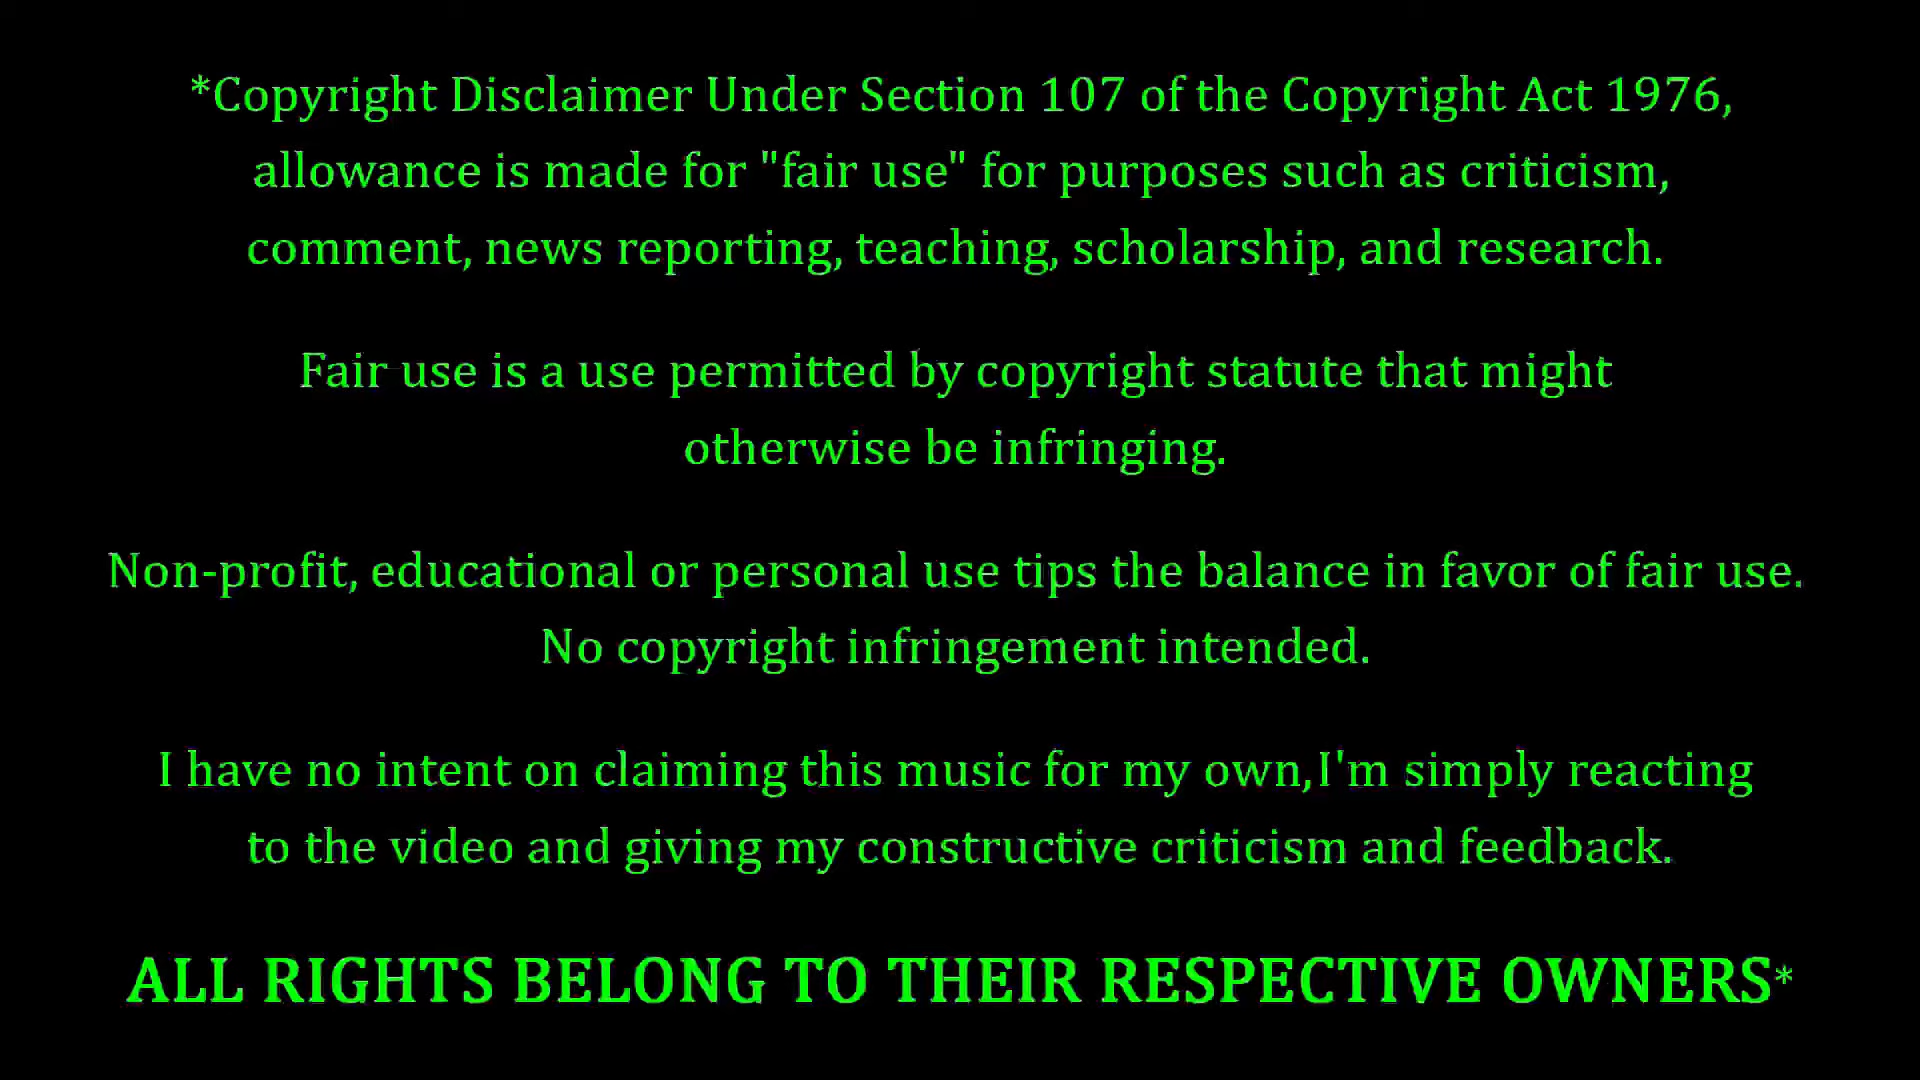 *Copyright Disclaimer Under Section 107 of the Copyright Act 1976,
allowance is made for "fair use" for purposes such as criticism,
comment, news reporting, teaching, scholarship, and research.
Fair use is a use permitted by copyright statute that might
otherwise be infringing.
Non-profit, educational or personal use tips the balance in favor of fair use.
No copyright infringement intended.
I have no intent on claiming this music for my own,I'm simply reacting
to the video and giving my constructive criticism and feedback.
ALL RIGHTS BELONG TO THEIR RESPECTIVE OWNERS*